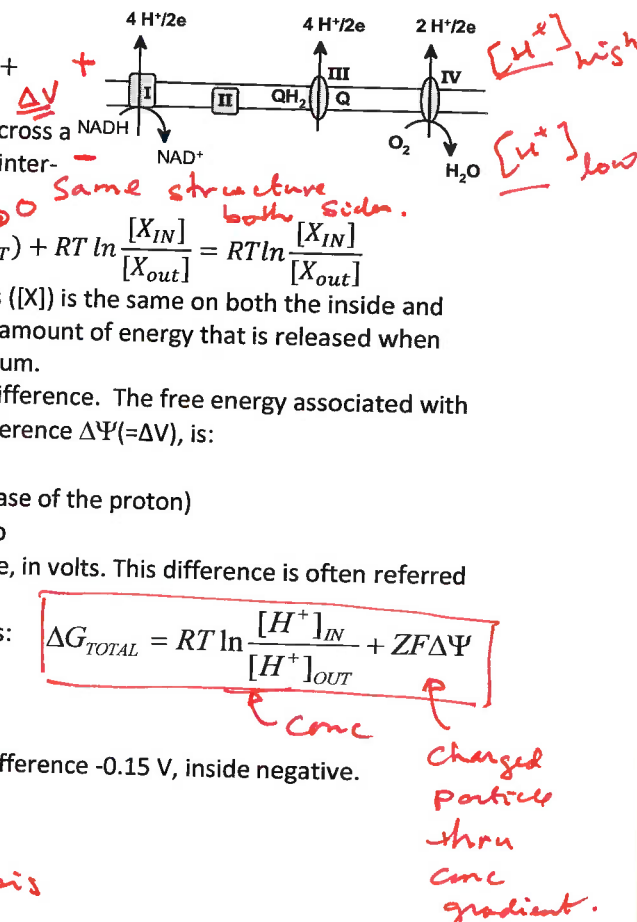 4 H⁺/2e 4 H⁺/2e 2 H⁺/2e
[H⁺] high
+ + III IV
ΔV I II QH₂ Q
cross a NADH O₂ [H⁺] low
inter- − NAD⁺ H₂O
Same structure
both sides.
) + RT ln [X_IN]/[X_out] = RT ln [X_IN]/[X_out]
([X]) is the same on both the inside and
amount of energy that is released when
um.
ifference. The free energy associated with
erence ΔΨ(=ΔV), is:
ase of the proton)
e, in volts. This difference is often referred
s: ΔG_TOTAL = RT ln [H⁺]_IN/[H⁺]_OUT + ZFΔΨ
conc
charged
particle
thru
conc
gradient.
fference -0.15 V, inside negative.